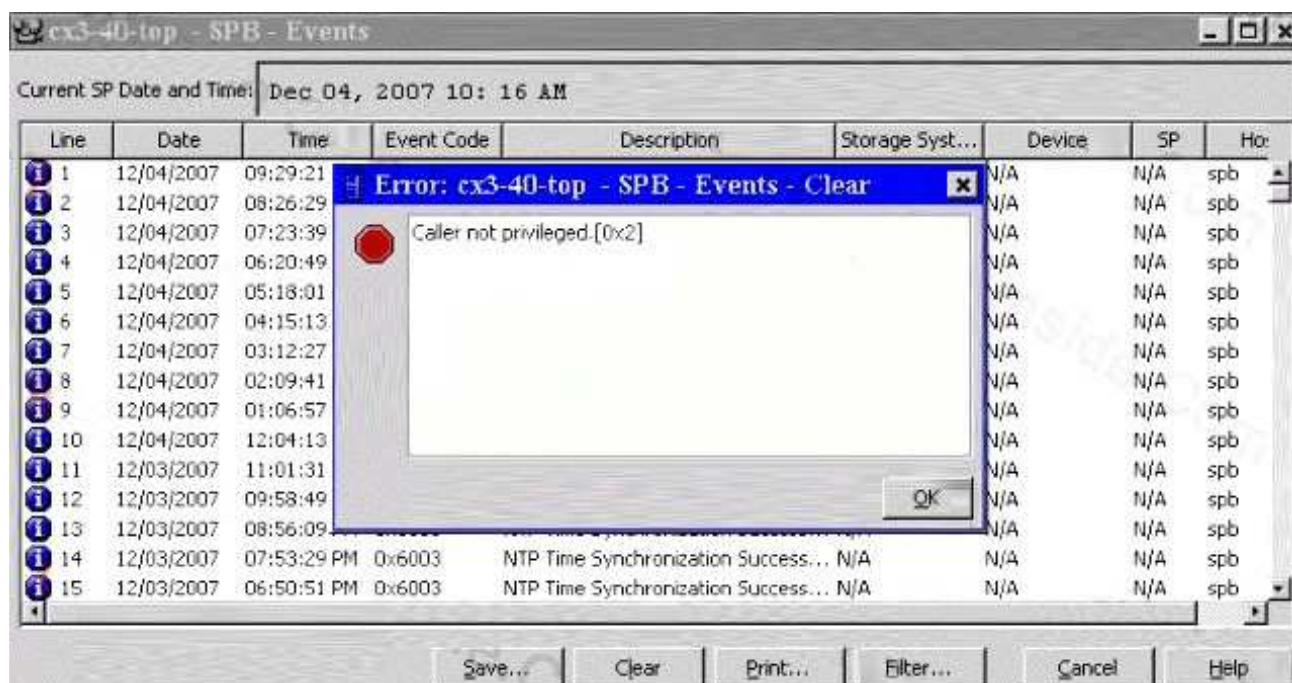 cx3-40-top - SPB - Events
Current SP Date and Time: Dec 04, 2007 10: 16 AM
Line Date Time Event Code Description Storage Syst... Device SP Ho
Error: cx3-40-top - SPB - Events - Clear
Caller not privileged.[0x2]
OK
1 12/04/2007 09:29:21 N/A N/A spb
2 12/04/2007 08:26:29 N/A N/A spb
3 12/04/2007 07:23:39 N/A N/A spb
4 12/04/2007 06:20:49 N/A N/A spb
5 12/04/2007 05:18:01 N/A N/A spb
6 12/04/2007 04:15:13 N/A N/A spb
7 12/04/2007 03:12:27 N/A N/A spb
8 12/04/2007 02:09:41 N/A N/A spb
9 12/04/2007 01:06:57 N/A N/A spb
10 12/04/2007 12:04:13 N/A N/A spb
11 12/03/2007 11:01:31 N/A N/A spb
12 12/03/2007 09:58:49 N/A N/A spb
13 12/03/2007 08:56:09 N/A N/A spb
14 12/03/2007 07:53:29 PM 0x6003 NTP Time Synchronization Success... N/A N/A N/A spb
15 12/03/2007 06:50:51 PM 0x6003 NTP Time Synchronization Success... N/A N/A N/A spb
Save... Clear Print... Filter... Cancel Help